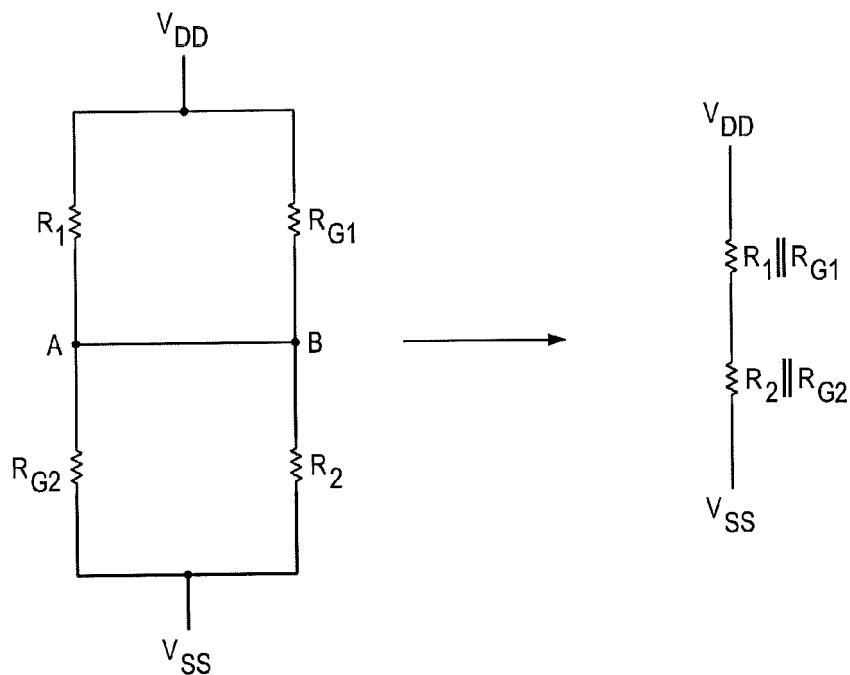 V_DD
R_1
R_G1
A
B
R_G2
R_2
V_SS
V_DD
R_1||R_G1
R_2||R_G2
V_SS